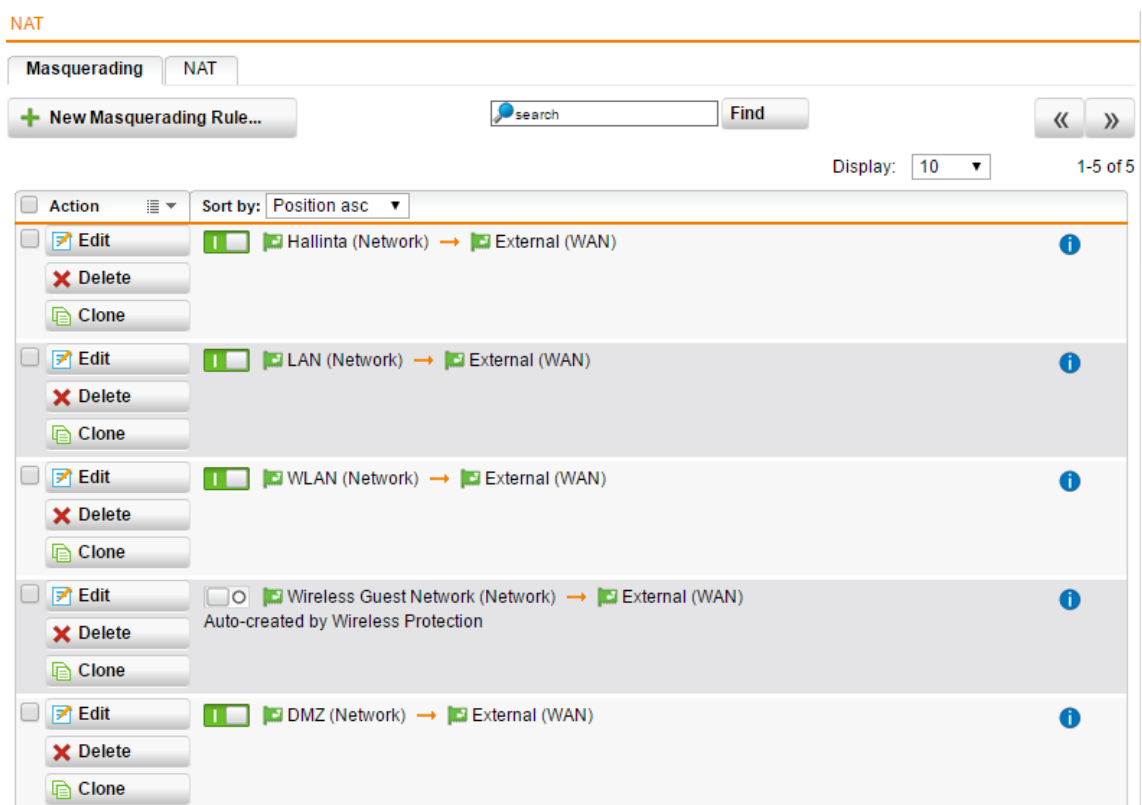 NAT
Masquerading NAT
New Masquerading Rule... search Find
Display: 10 1-5 of 5
Action Sort by: Position asc
Edit Hallinta (Network) → External (WAN)
Delete
Clone
Edit LAN (Network) → External (WAN)
Delete
Clone
Edit WLAN (Network) → External (WAN)
Delete
Clone
Edit Wireless Guest Network (Network) → External (WAN)
Auto-created by Wireless Protection
Delete
Clone
Edit DMZ (Network) → External (WAN)
Delete
Clone